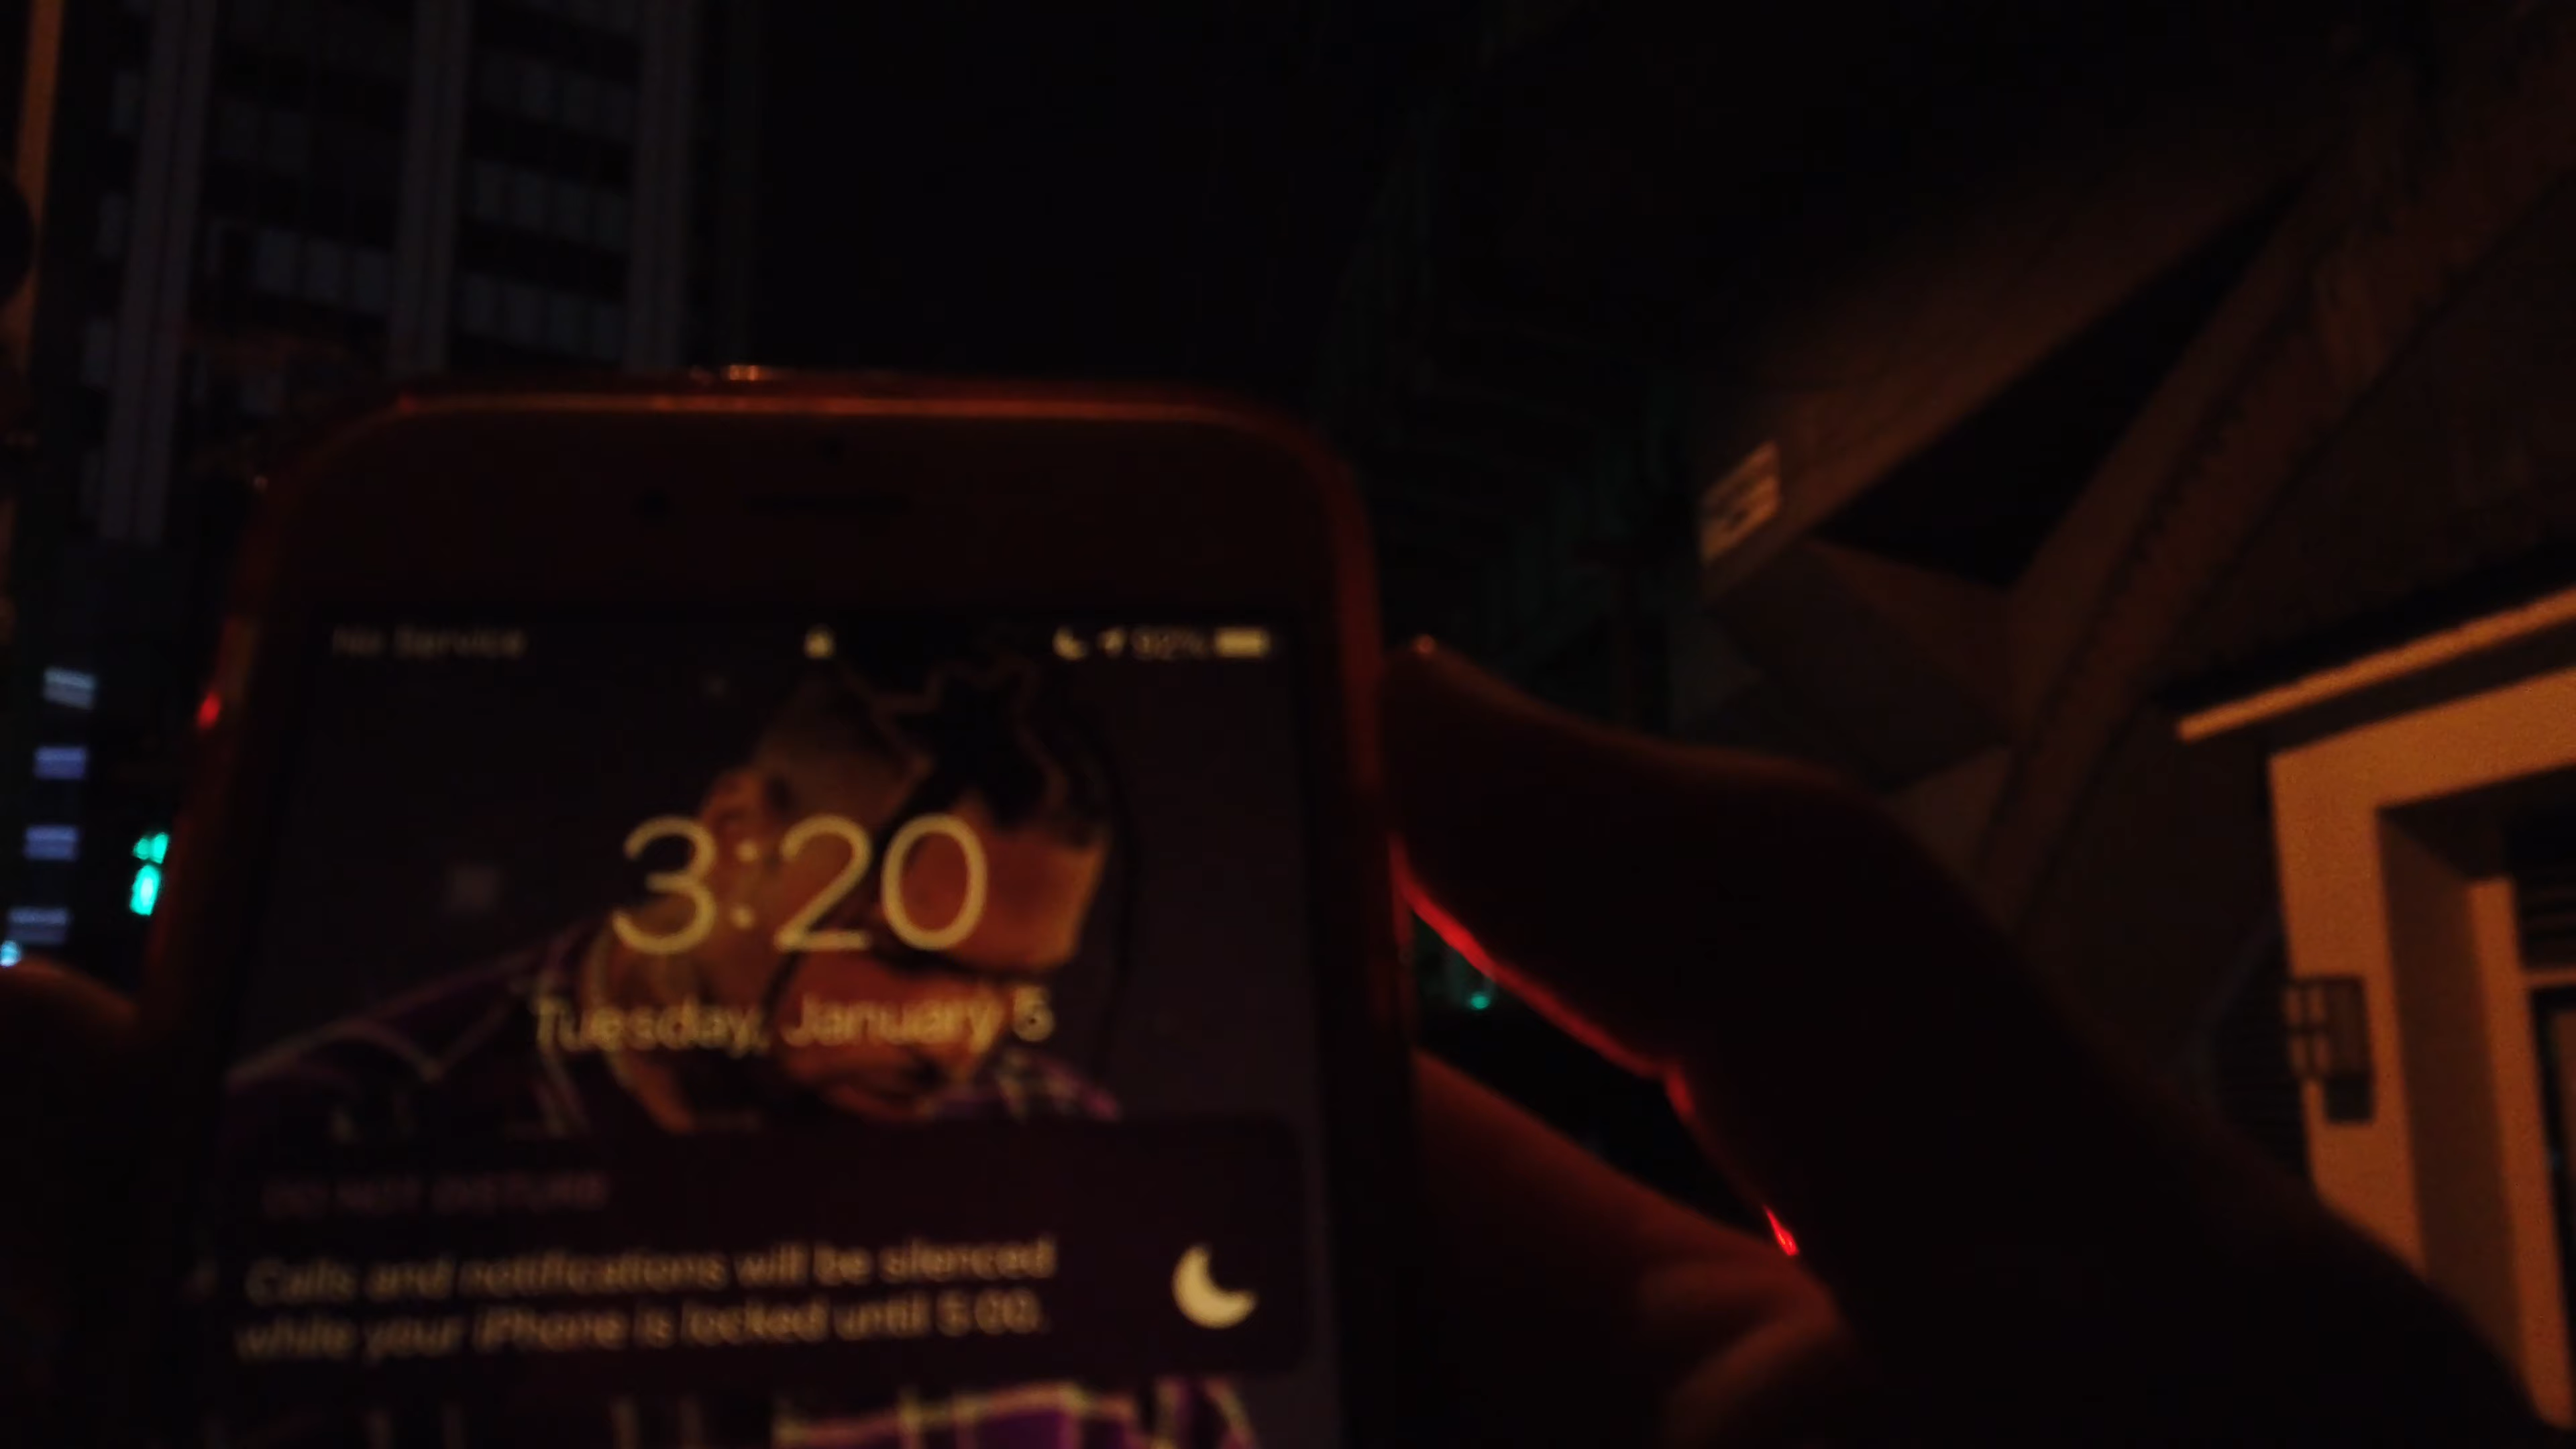 No Service 92%
3:20
Tuesday, January 5
DO NOT DISTURB
Calls and notifications will be silenced
while your iPhone is locked until 5:00.